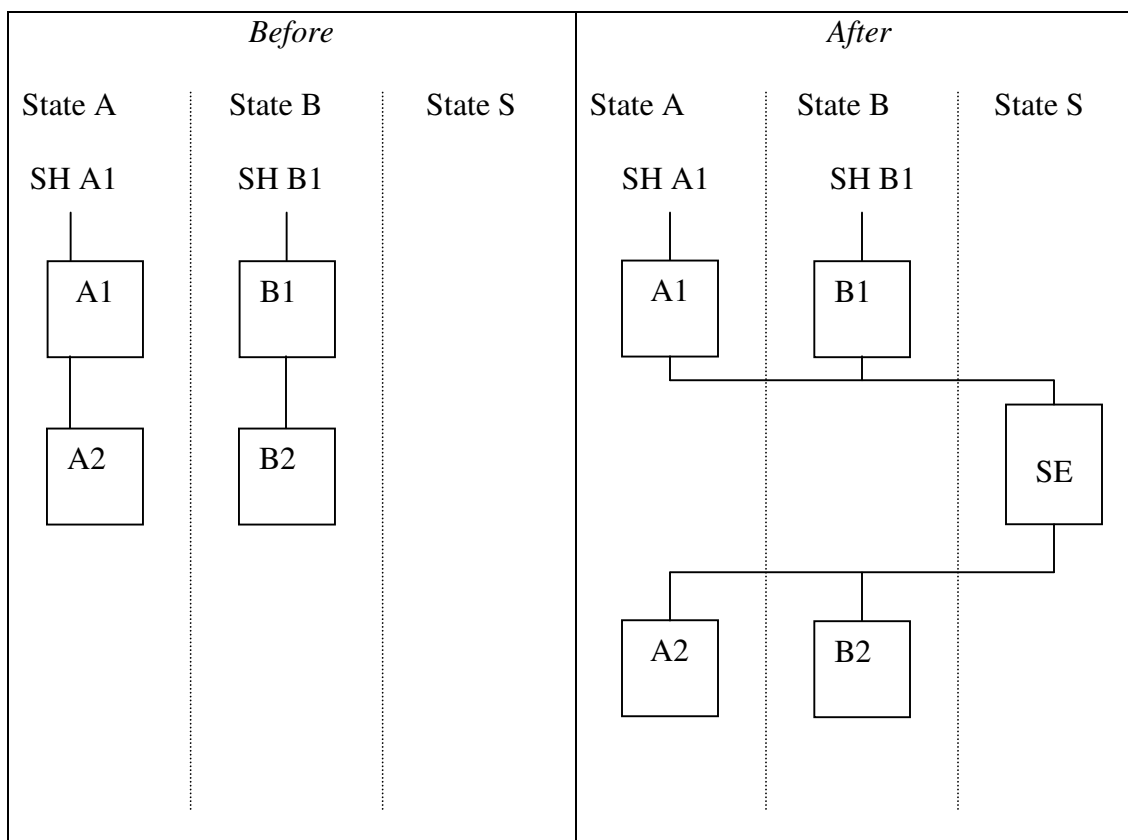 Before
After
State A
State B
State S
State A
State B
State S
SH A1
SH B1
SH A1
SH B1
A1
B1
A1
B1
A2
B2
SE
A2
B2